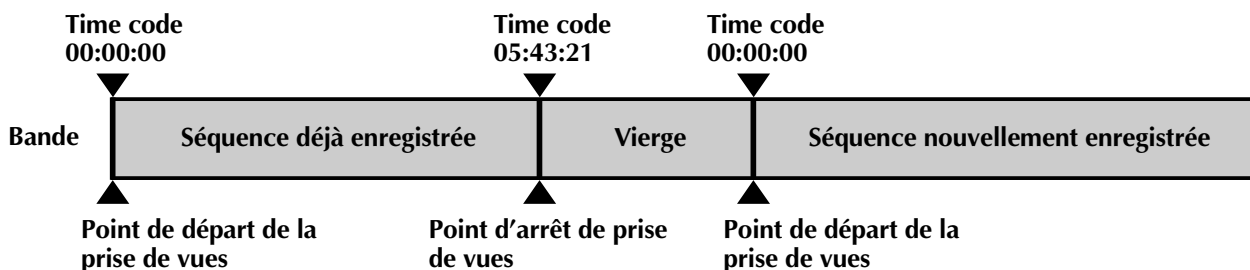 Time code
00:00:00
Time code
05:43:21
Time code
00:00:00
Bande
Séquence déjà enregistrée
Vierge
Séquence nouvellement enregistrée
Point de départ de la
prise de vues
Point d’arrêt de prise
de vues
Point de départ de la
prise de vues